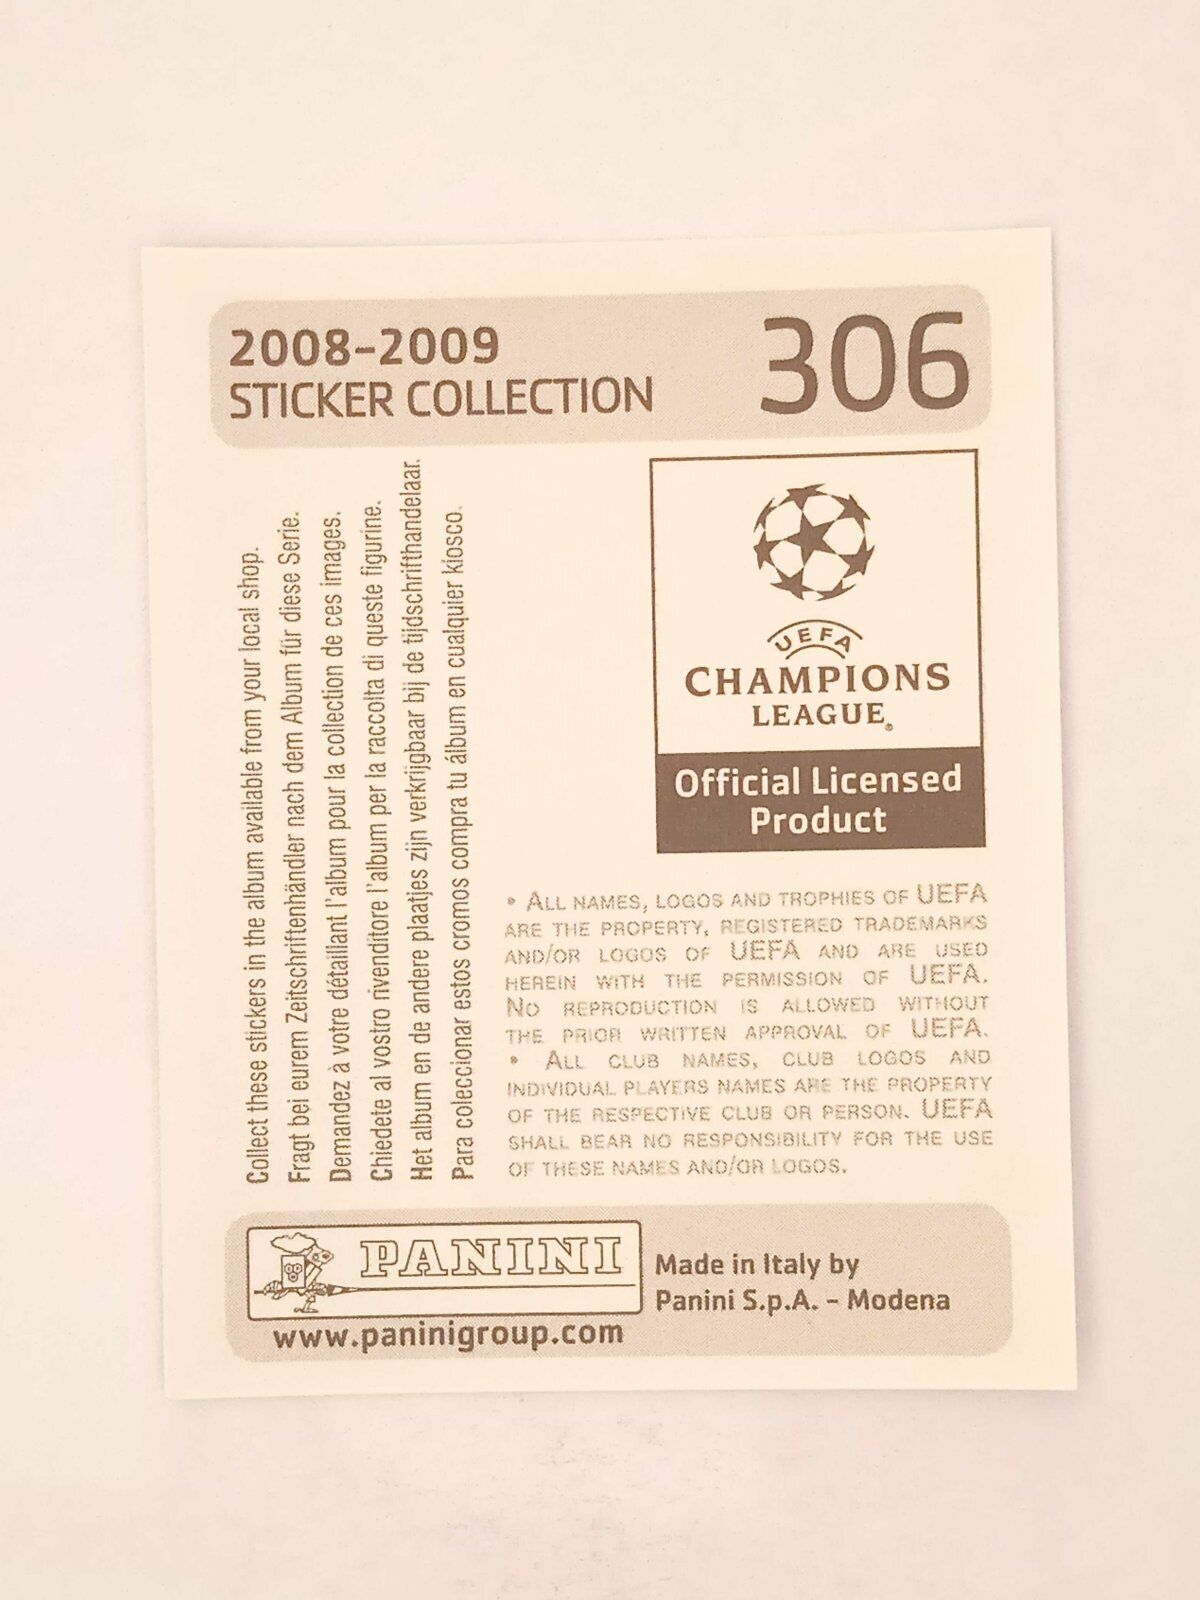 2008-2009
STICKER COLLECTION
306
Collect these stickers in the album available from your local shop.
Fragt bei eurem Zeitschriftenhändler nach dem Album für diese Serie.
Demandez à votre détaillant l'album pour la collection de ces images.
Chiedete al vostro rivenditore l'album per la raccolta di queste figurine.
Het album en de andere plaatjes zijn verkrijgbaar bij de tijdschrifthandelaar.
Para coleccionar estos cromos compra tu álbum en cualquier kiosco.
UEFA
CHAMPIONS
LEAGUE®
Official Licensed
Product
• ALL NAMES, LOGOS AND TROPHIES OF UEFA
ARE THE PROPERTY, REGISTERED TRADEMARKS
AND/OR LOGOS OF UEFA AND ARE USED
HEREIN WITH THE PERMISSION OF UEFA.
NO REPRODUCTION IS ALLOWED WITHOUT
THE PRIOR WRITTEN APPROVAL OF UEFA.
• ALL CLUB NAMES, CLUB LOGOS AND
INDIVIDUAL PLAYERS NAMES ARE THE PROPERTY
OF THE RESPECTIVE CLUB OR PERSON. UEFA
SHALL BEAR NO RESPONSIBILITY FOR THE USE
OF THESE NAMES AND/OR LOGOS.
PANINI
www.paninigroup.com
Made in Italy by
Panini S.p.A. - Modena